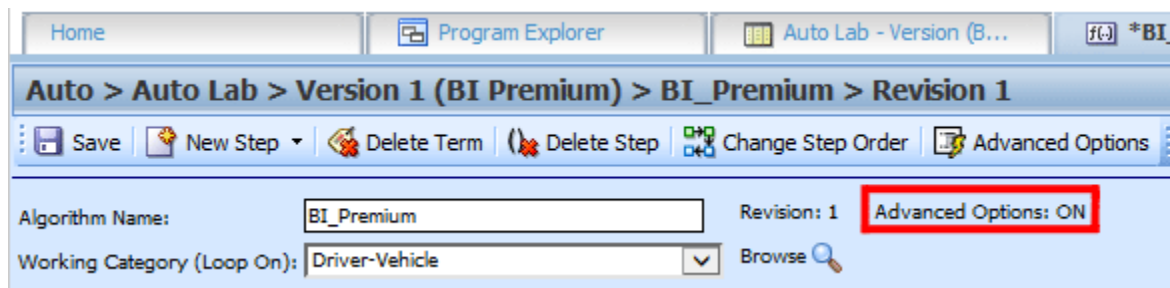 Home Program Explorer Auto Lab - Version (B... f(·) *BI_
Auto > Auto Lab > Version 1 (BI Premium) > BI_Premium > Revision 1
Save New Step Delete Term () Delete Step Change Step Order Advanced Options
Algorithm Name: BI_Premium Revision: 1 Advanced Options: ON
Working Category (Loop On): Driver-Vehicle Browse